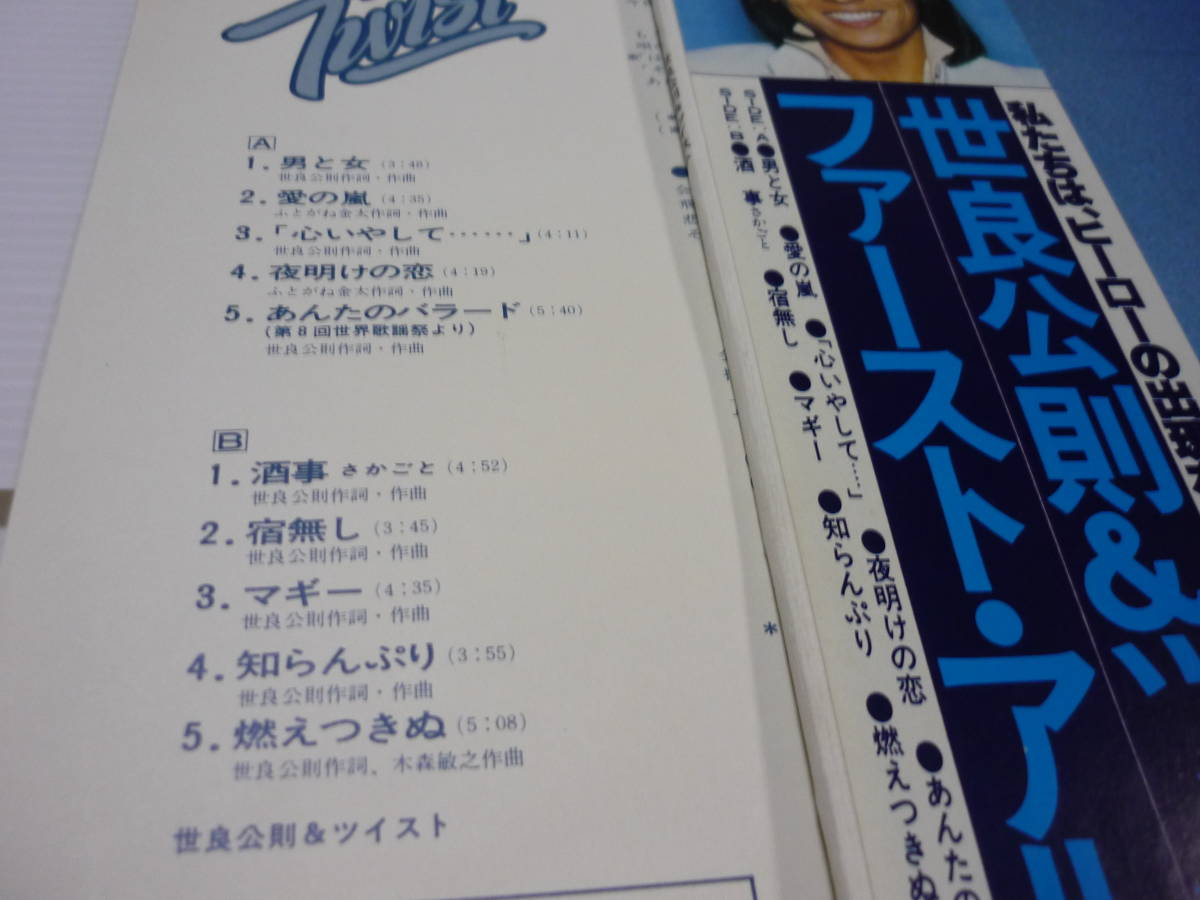 Twist
A
1. 男と女 (3:48)
世良公則作詞・作曲
2. 愛の嵐 (4:35)
ふとがね金太作詞・作曲
3.「心いやして……」(4:11)
世良公則作詞・作曲
4. 夜明けの恋 (4:19)
ふとがね金太作詞・作曲
5. あんたのバラード (5:40)
(第8回世界歌謡祭より)
世良公則作詞・作曲
B
1. 酒事 さかごと (4:52)
世良公則作詞・作曲
2. 宿無し (3:45)
世良公則作詞・作曲
3. マギー (4:35)
世良公則作詞・作曲
4. 知らんぷり (3:55)
世良公則作詞・作曲
5. 燃えつきぬ (5:08)
世良公則作詞、木森敏之作曲
世良公則&ツイスト
*
私たちは、ヒーローの出
世良公則&ツ
ファースト・ア
SIDE:A●男と女 ●愛の嵐 ●「心いやして…」 ●夜明けの恋 ●あんたの
SIDE:B●酒事さかごと ●宿無し ●マギー ●知らんぷり ●燃えつきぬ